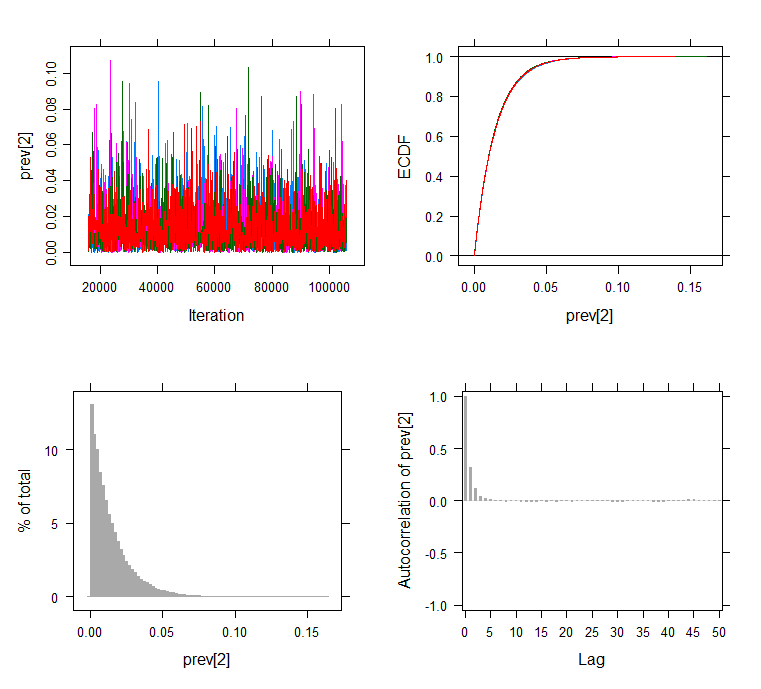 prev[2]
0.00 0.02 0.04 0.06 0.08 0.10
20000 40000 60000 80000 100000
Iteration
ECDF
1.0
0.8
0.6
0.4
0.2
0.0
0.00 0.05 0.10 0.15
prev[2]
% of total
10
5
0
0.00 0.05 0.10 0.15
prev[2]
Autocorrelation of prev[2]
1.0
0.5
0.0
-0.5
-1.0
0 5 10 15 20 25 30 35 40 45 50
Lag